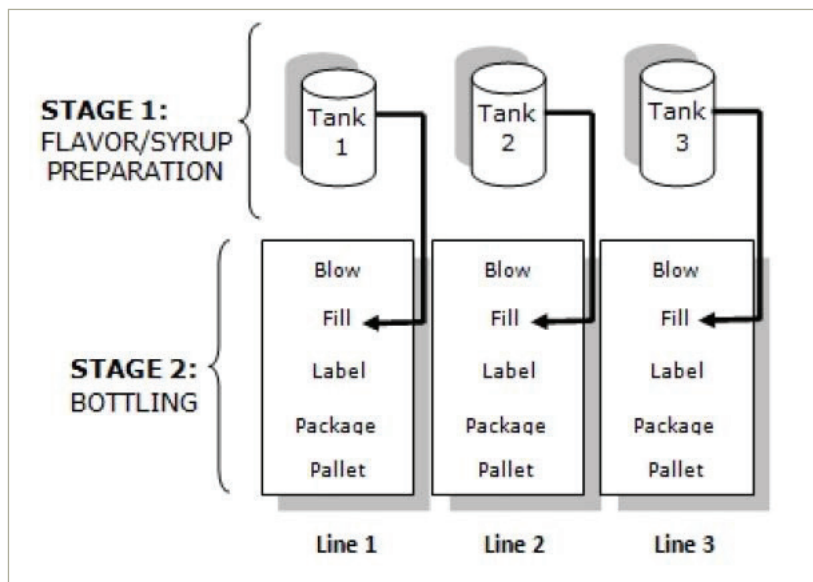 STAGE 1:
FLAVOR/SYRUP
PREPARATION
Tank
1
Tank
2
Tank
3
STAGE 2:
BOTTLING
Blow
Fill
Label
Package
Pallet
Blow
Fill
Label
Package
Pallet
Blow
Fill
Label
Package
Pallet
Line 1
Line 2
Line 3